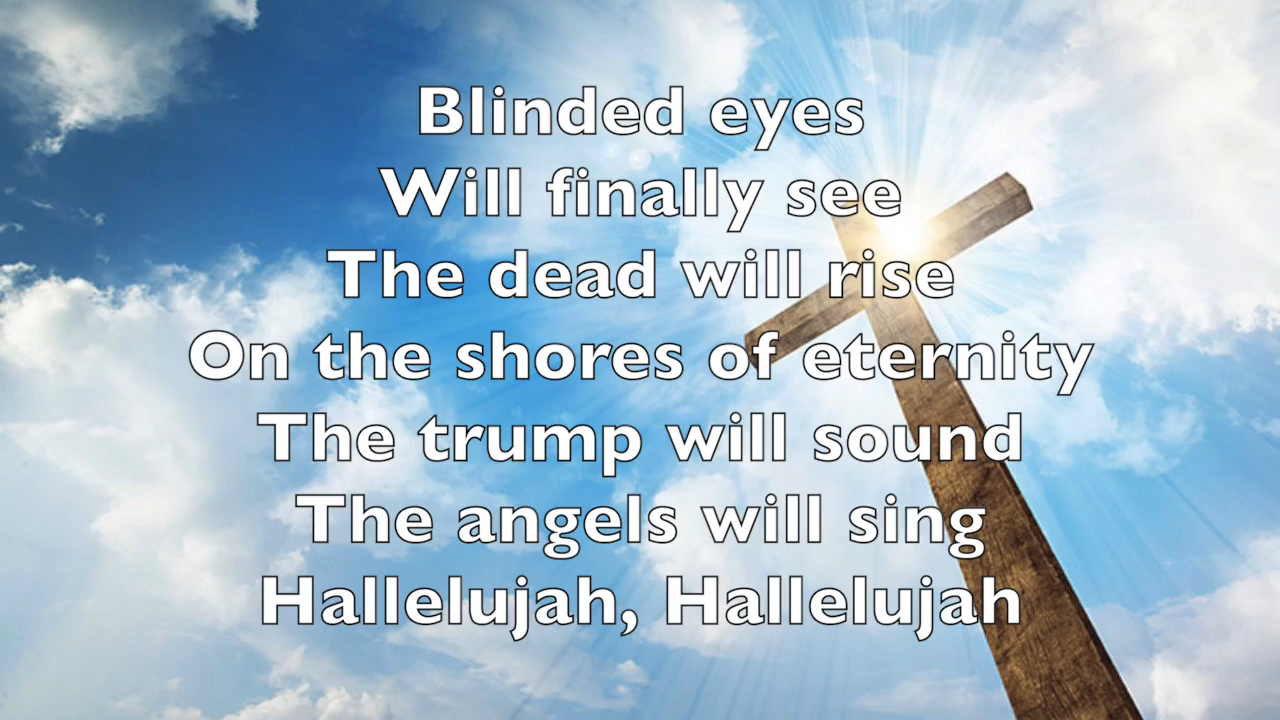 Blinded eyes
Will finally see
The dead will rise
On the shores of eternity
The trump will sound
The angels will sing
Hallelujah, Hallelujah